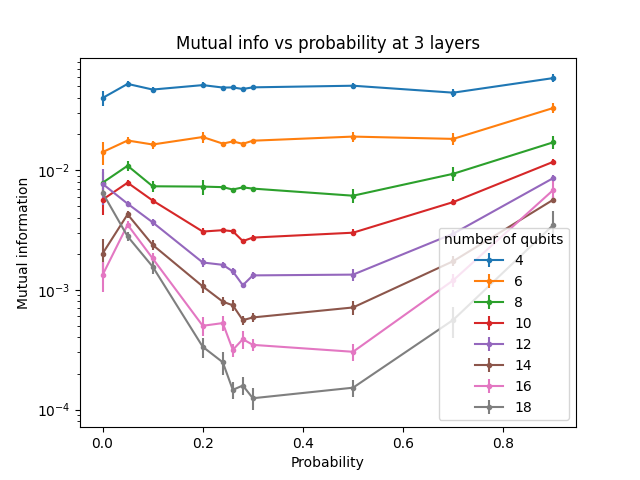 Mutual info vs probability at 3 layers
Mutual information
10⁻²
10⁻³
10⁻⁴
0.0 0.2 0.4 0.6 0.8
Probability
number of qubits
4
6
8
10
12
14
16
18